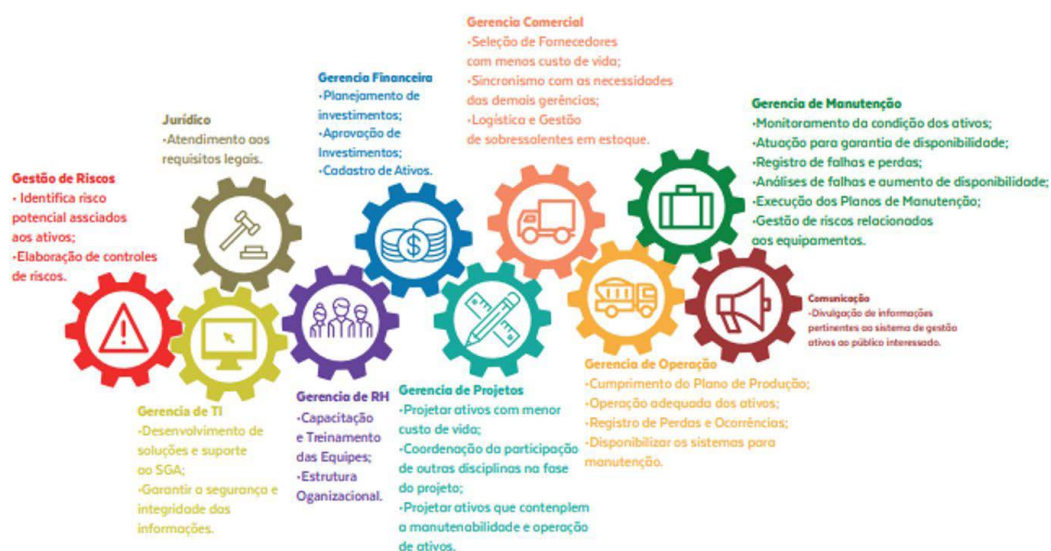 Gestão de Riscos
• Identifica risco
potencial assciados
aos ativos;
•Elaboração de controles
de riscos.
Jurídico
•Atendimento aos
requisitos legais.
Gerencia Financeira
•Planejamento de
investimentos;
•Aprovação de
Investimentos;
•Cadastro de Ativos.
Gerencia Comercial
•Seleção de Fornecedores
com menos custo de vida;
•Sincronismo com as necessidades
das demais gerências;
•Logística e Gestão
de sobressalentes em estoque.
Gerencia de Manutenção
•Monitoramento da condição dos ativos;
•Atuação para garantia de disponibilidade;
•Registro de falhas e perdas;
•Análises de falhas e aumento de disponibilidade;
•Execução dos Planos de Manutenção;
•Gestão de riscos relacionados
aos equipamentos.
$
Gerencia de TI
•Desenvolvimento de
soluções e suporte
ao SGA;
•Garantir a segurança e
integridade das
informações.
Gerencia de RH
•Capacitação
e Treinamento
das Equipes;
•Estrutura
Oganizacional.
Gerencia de Projetos
•Projetar ativos com menor
custo de vida;
•Coordenação da participação
de outras disciplinas na fase
do projeto;
•Projetar ativos que contenplem
a manutenabilidade e operação
de ativos.
Gerencia de Operação
•Cumprimento do Plano de Produção;
•Operação adequada dos ativos;
•Registro de Perdas e Ocorrências;
•Disponibilizar os sistemas para
manutenção.
Comunicação
•Divulgação de informações
pertinentes ao sistema de gestão
ativos ao público interessado.